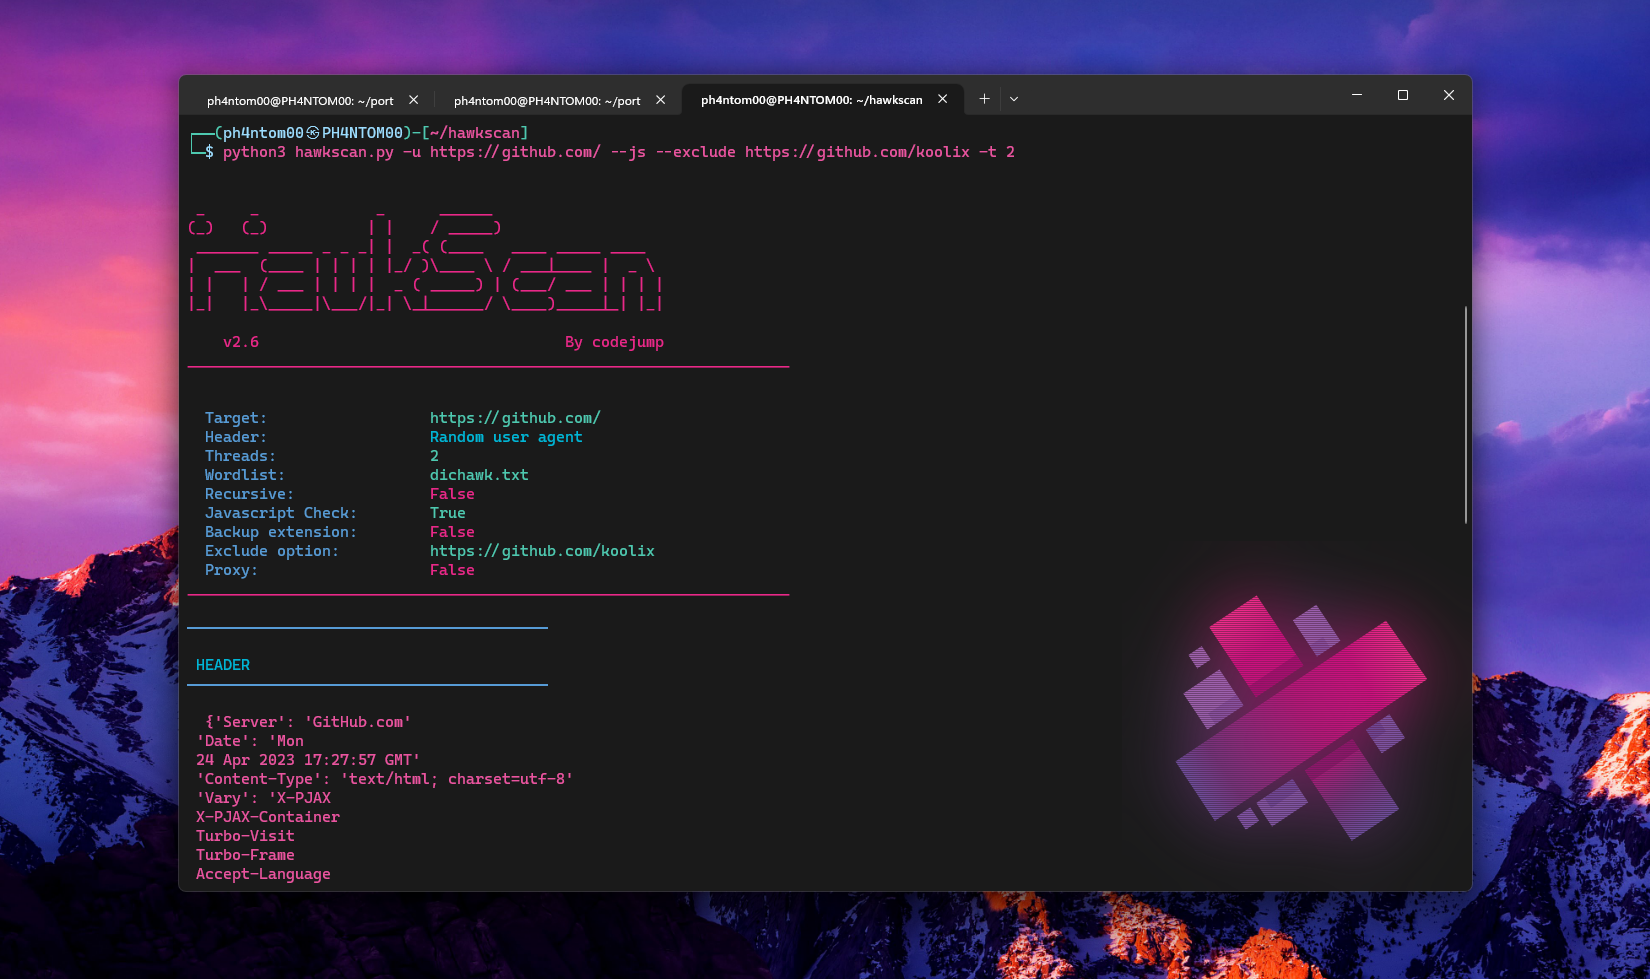 ph4ntom00@PH4NTOM00: ~/port
ph4ntom00@PH4NTOM00: ~/port
ph4ntom00@PH4NTOM00: ~/hawkscan
┌──(ph4ntom00㉿PH4NTOM00)-[~/hawkscan]
└─$ python3 hawkscan.py -u https://github.com/ --js --exclude https://github.com/koolix -t 2
hawkScan
v2.6 By codejump
Target: https://github.com/
Header: Random user agent
Threads: 2
Wordlist: dichawk.txt
Recursive: False
Javascript Check: True
Backup extension: False
Exclude option: https://github.com/koolix
Proxy: False
HEADER
{'Server': 'GitHub.com'
'Date': 'Mon
24 Apr 2023 17:27:57 GMT'
'Content-Type': 'text/html; charset=utf-8'
'Vary': 'X-PJAX
X-PJAX-Container
Turbo-Visit
Turbo-Frame
Accept-Language